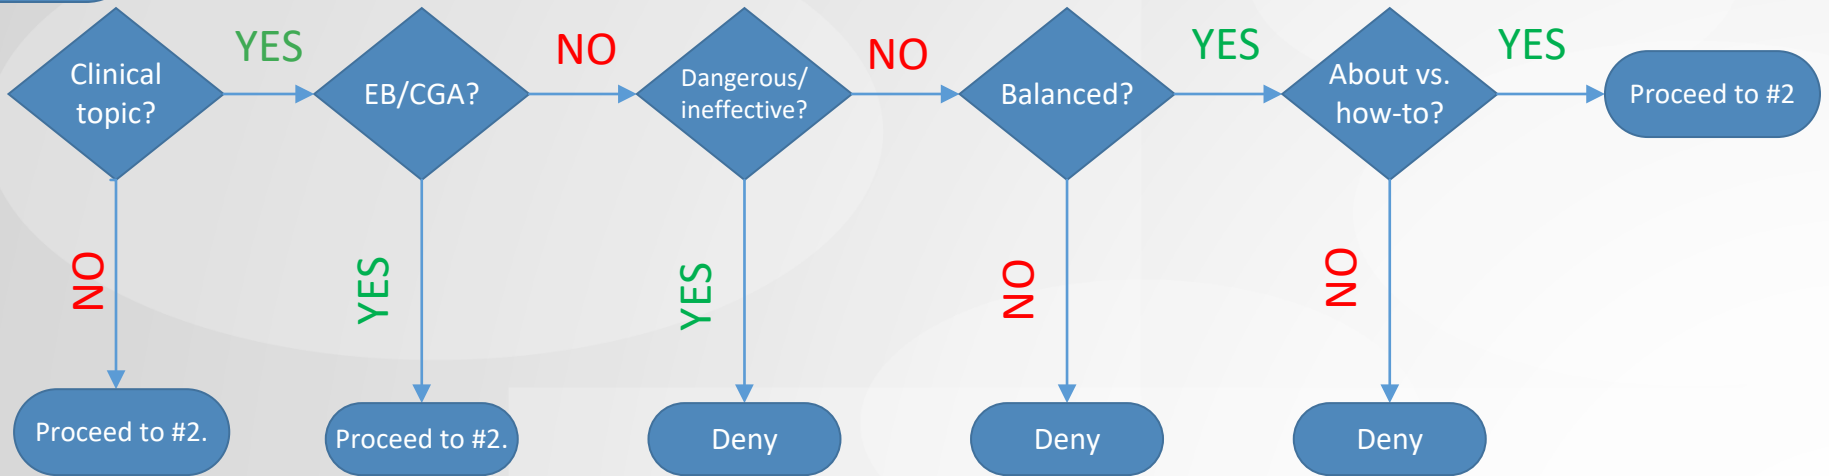 Clinical
topic?
YES
EB/CGA?
NO
Dangerous/
ineffective?
NO
Balanced?
YES
About vs.
how-to?
YES
Proceed to #2
NO
YES
YES
NO
NO
Proceed to #2.
Proceed to #2.
Deny
Deny
Deny